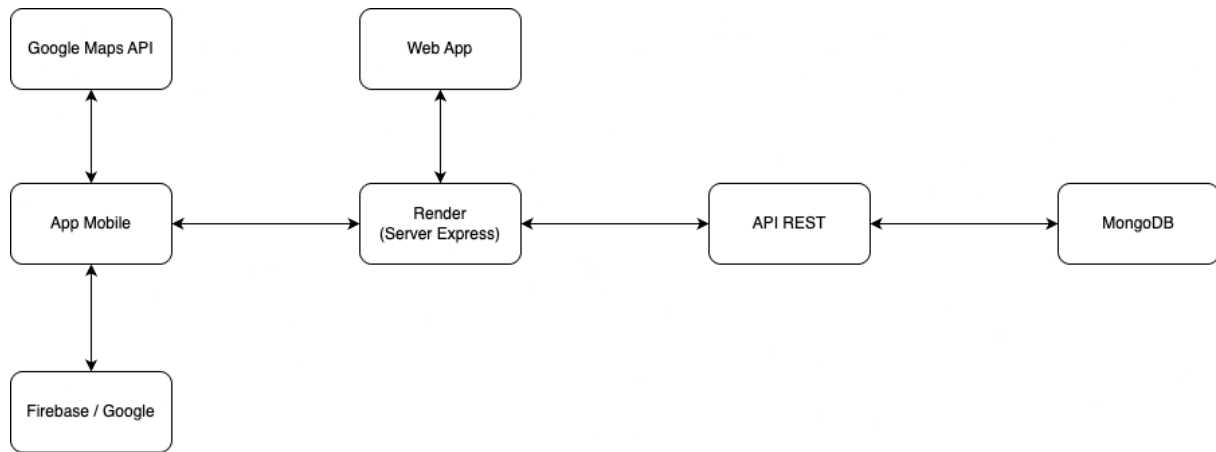 Google Maps API
Web App
App Mobile
Render
(Server Express)
API REST
MongoDB
Firebase / Google